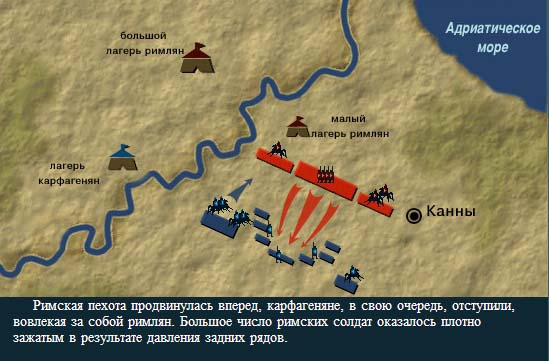 Адриатическое
море
большой
лагерь римлян
малый
лагерь римлян
лагерь
карфагенян
Канны
Римская пехота продвинулась вперед, карфагеняне, в свою очередь, отступили,
вовлекая за собой римлян. Большое число римских солдат оказалось плотно
зажатым в результате давления задних рядов.